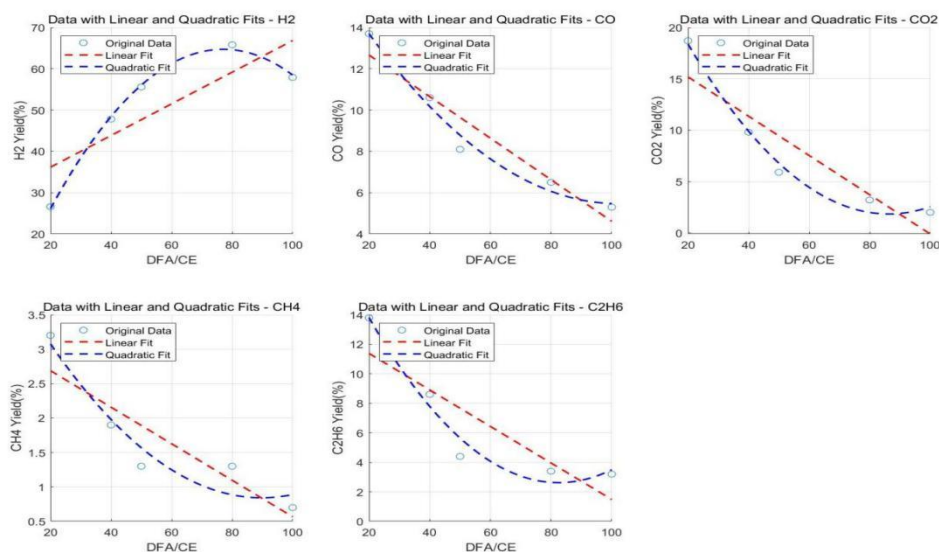 Data with Linear and Quadratic Fits - H2
70
60
50
40
30
20
H2 Yield(%)
Original Data
Linear Fit
Quadratic Fit
20 40 60 80 100
DFA/CE
Data with Linear and Quadratic Fits - CO
14
12
10
8
6
4
CO Yield(%)
Original Data
Linear Fit
Quadratic Fit
20 40 60 80 100
DFA/CE
Data with Linear and Quadratic Fits - CO2
20
15
10
5
0
CO2 Yield(%)
Original Data
Linear Fit
Quadratic Fit
20 40 60 80 100
DFA/CE
Data with Linear and Quadratic Fits - CH4
3.5
3
2.5
2
1.5
1
0.5
CH4 Yield(%)
Original Data
Linear Fit
Quadratic Fit
20 40 60 80 100
DFA/CE
Data with Linear and Quadratic Fits - C2H6
14
12
10
8
6
4
2
0
C2H6 Yield(%)
Original Data
Linear Fit
Quadratic Fit
20 40 60 80 100
DFA/CE